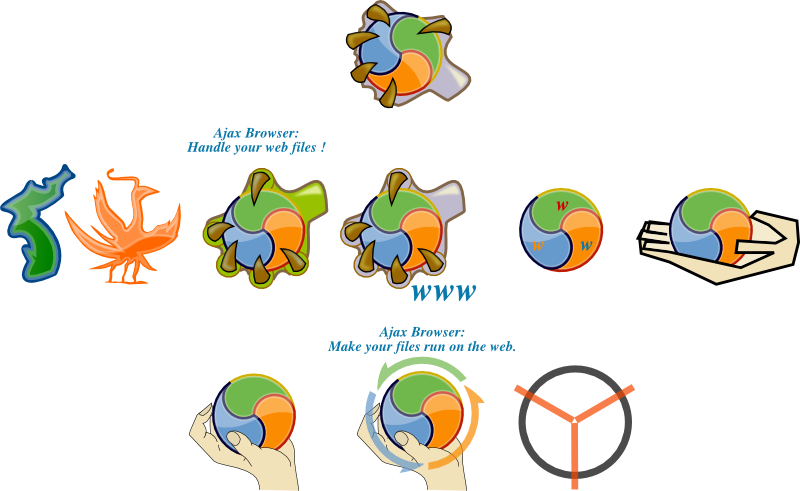 Ajax Browser:
Handle your web files !
www
w
w w
Ajax Browser:
Make your files run on the web.